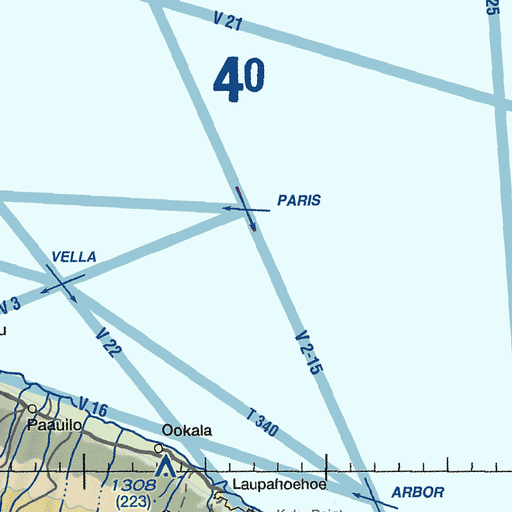 V 21
25
40
PARIS
VELLA
V 3
u
V 22
V 2-15
V 16
T 340
Paauilo
Ookala
1308
(223)
Laupahoehoe
ARBOR